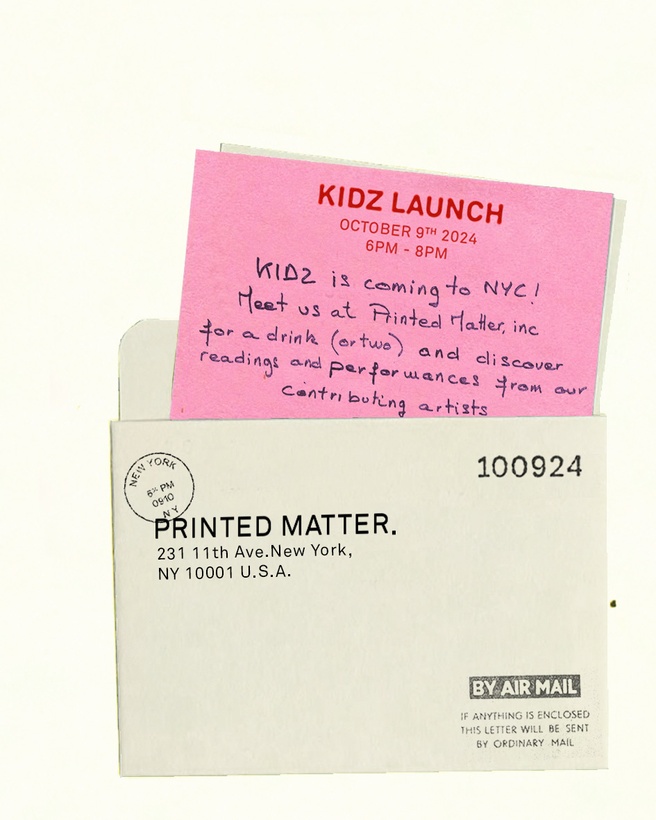 KIDZ LAUNCH
OCTOBER 9TH 2024
6PM - 8PM
KIDZ is coming to NYC!
Meet us at Printed Matter, inc
for a drink (or two) and discover
readings and performances from our
contributing artists
100924
NEW YORK
PM
0910
N Y
PRINTED MATTER.
231 11th Ave.New York,
NY 10001 U.S.A.
BY AIR MAIL
IF ANYTHING IS ENCLOSED
THIS LETTER WILL BE SENT
BY ORDINARY MAIL